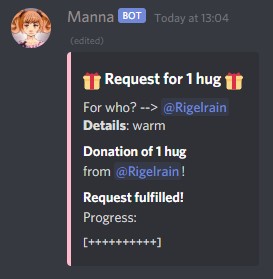 Manna BOT Today at 13:04
(edited)
🎁 Request for 1 hug 🎁
For who? --> @Rigelrain
Details: warm
Donation of 1 hug
from @Rigelrain!
Request fulfilled!
Progress:
[++++++++++]